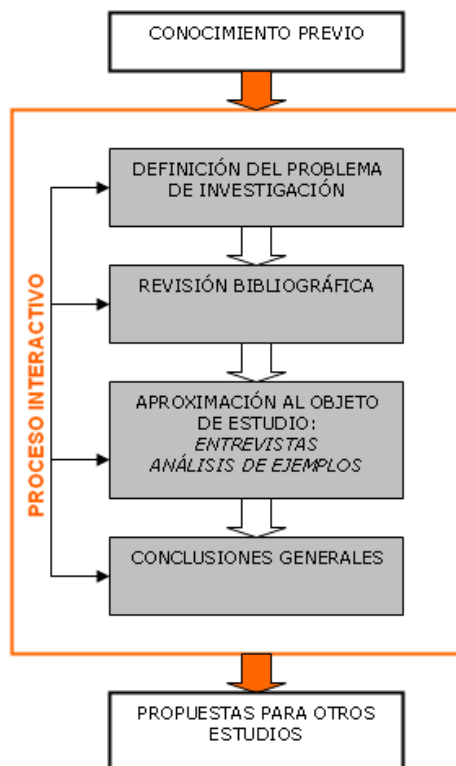 CONOCIMIENTO PREVIO
PROCESO INTERACTIVO
DEFINICIÓN DEL PROBLEMA
DE INVESTIGACIÓN
REVISIÓN BIBLIOGRÁFICA
APROXIMACIÓN AL OBJETO
DE ESTUDIO:
ENTREVISTAS
ANÁLISIS DE EJEMPLOS
CONCLUSIONES GENERALES
PROPUESTAS PARA OTROS
ESTUDIOS